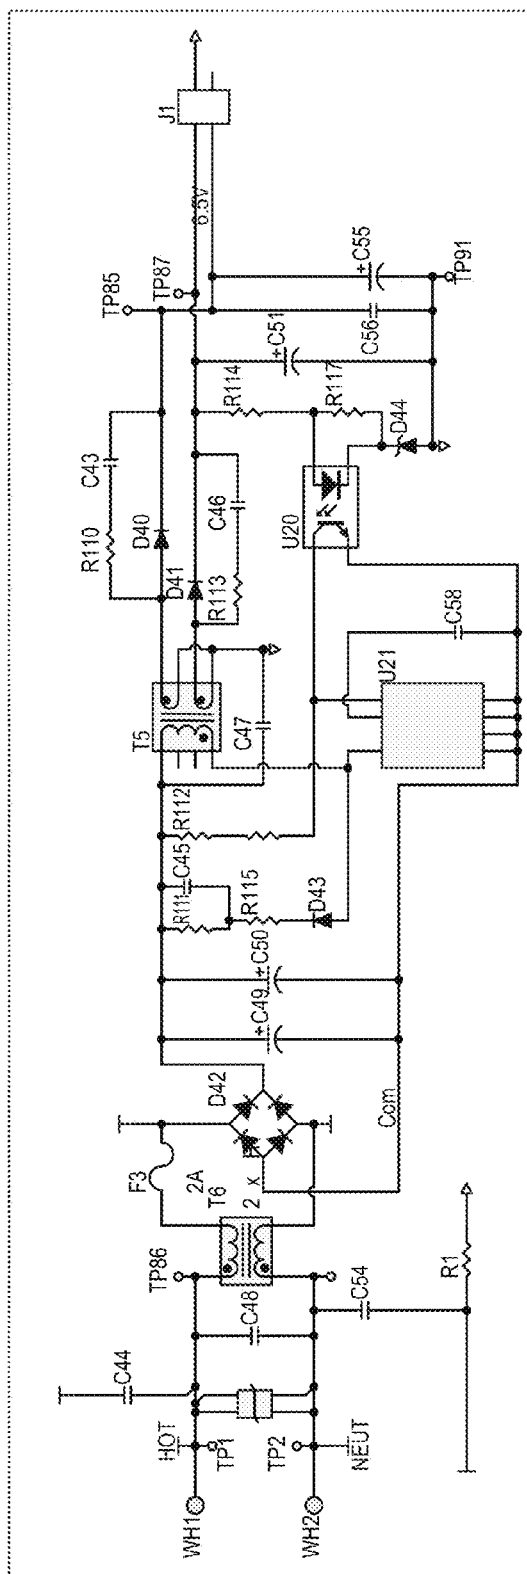 J1
6.5V
TP85
TP87
+C55
TP91
C56
+C51
R114
R117
D44
C43
R110
D40
C46
D41
R113
U20
C58
U21
T5
C47
R112
C45
R111
R115
D43
+C50
+C49
D42
Com
F3
2A
T6
2 x
TP86
C48
C54
R1
C44
HOT
TP1
TP2
NEUT
WH1
WH2